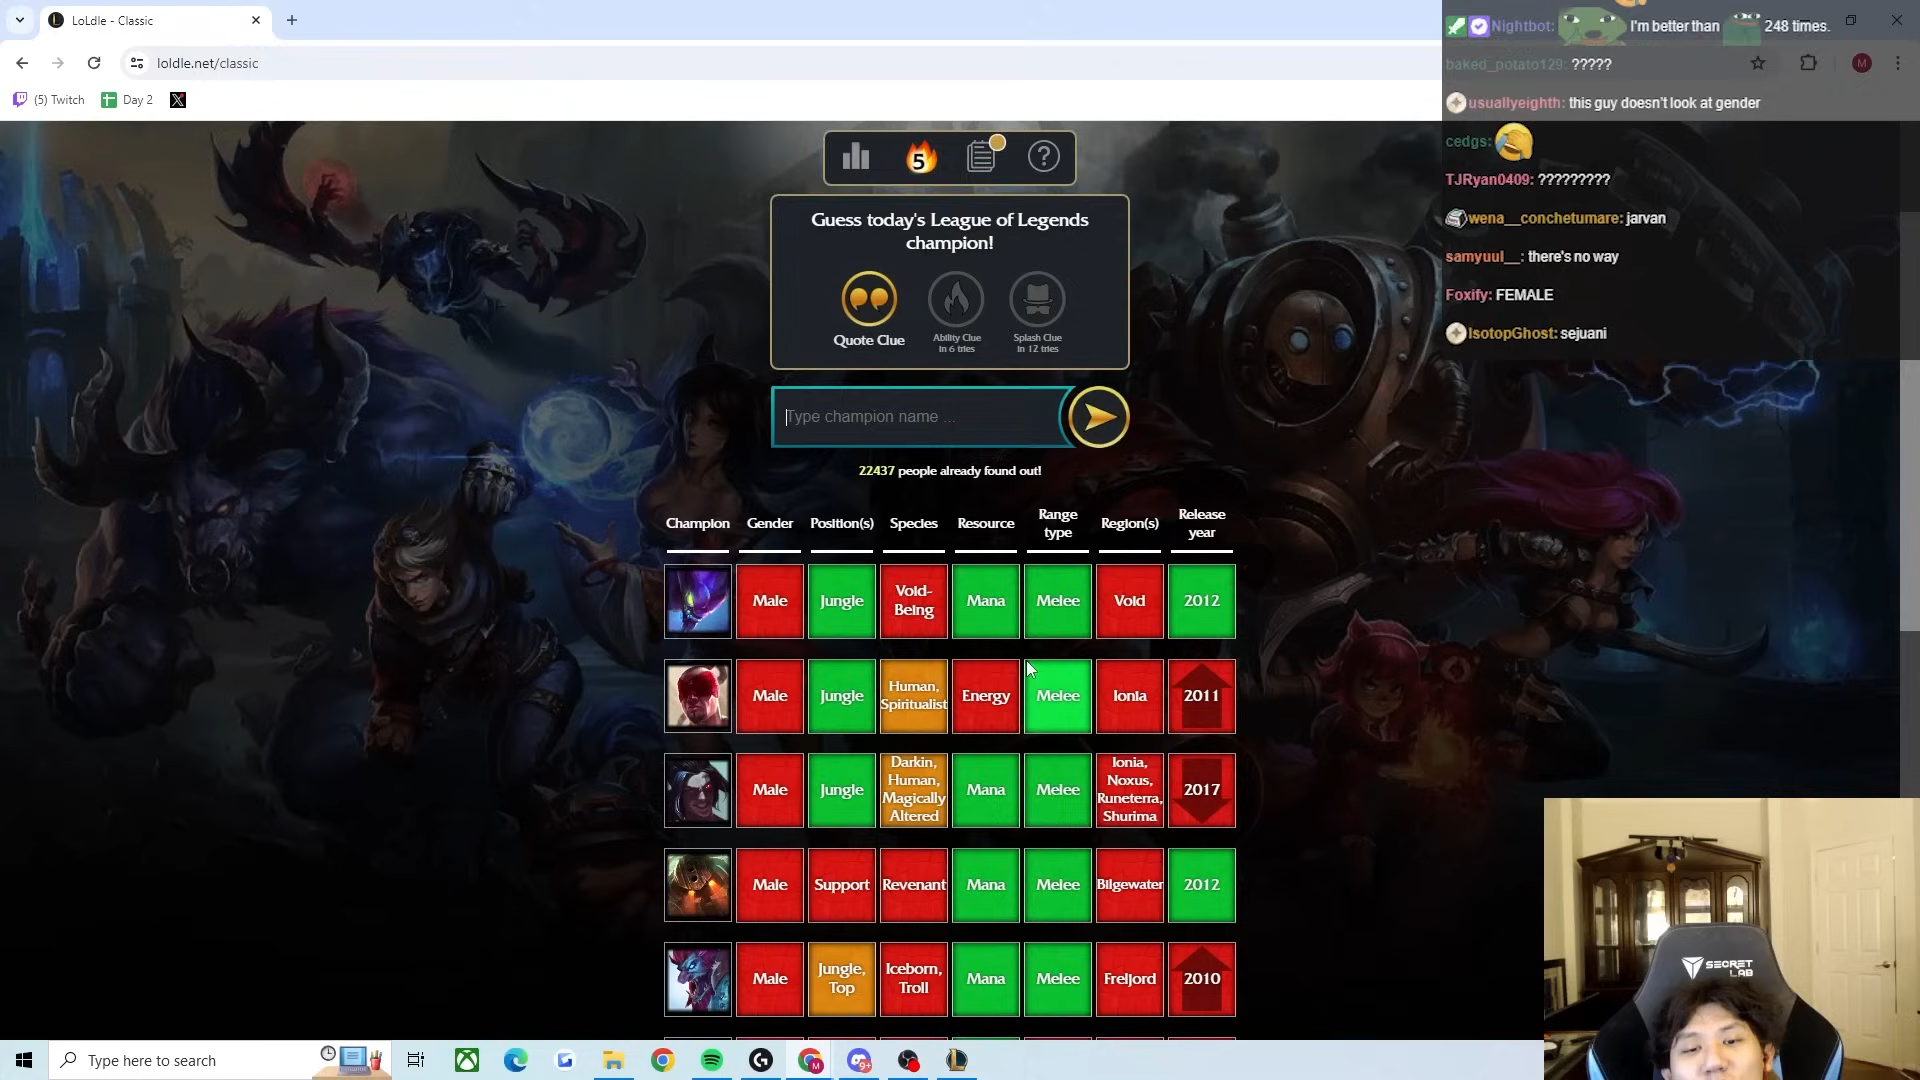 LoLdle - Classic
loldle.net/classic
(5) Twitch
Day 2
M
Nightbot: I'm better than 248 times.
baked_potato129: ?????
usuallyeighth: this guy doesn't look at gender
cedgs:
TJRyan0409: ?????????
wena__conchetumare: jarvan
samyuul__: there's no way
Foxify: FEMALE
IsotopGhost: sejuani
5
?
Guess today's League of Legends
champion!
Quote Clue
Ability Clue
in 6 tries
Splash Clue
in 12 tries
Type champion name ...
22437 people already found out!
Champion Gender Position(s) Species Resource Range type Region(s) Release year
Male Jungle Void-Being Mana Melee Void 2012
Male Jungle Human, Spiritualist Energy Melee Ionia 2011
Male Jungle Darkin, Human, Magically Altered Mana Melee Ionia, Noxus, Runeterra, Shurima 2017
Male Support Revenant Mana Melee Bilgewater 2012
Male Jungle, Top Iceborn, Troll Mana Melee Freljord 2010
SECRET
LAB
Type here to search
M
9+